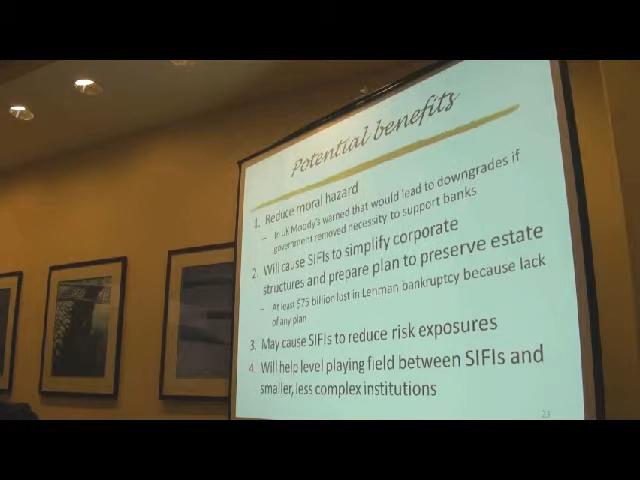 Potential benefits
1. Reduce moral hazard
– In UK Moody's warned that would lead to downgrades if
government removed necessity to support banks
2. Will cause SIFIs to simplify corporate
structures and prepare plan to preserve estate
– At least $75 billion lost in Lehman bankruptcy because lack
of any plan
3. May cause SIFIs to reduce risk exposures
4. Will help level playing field between SIFIs and
smaller, less complex institutions
23